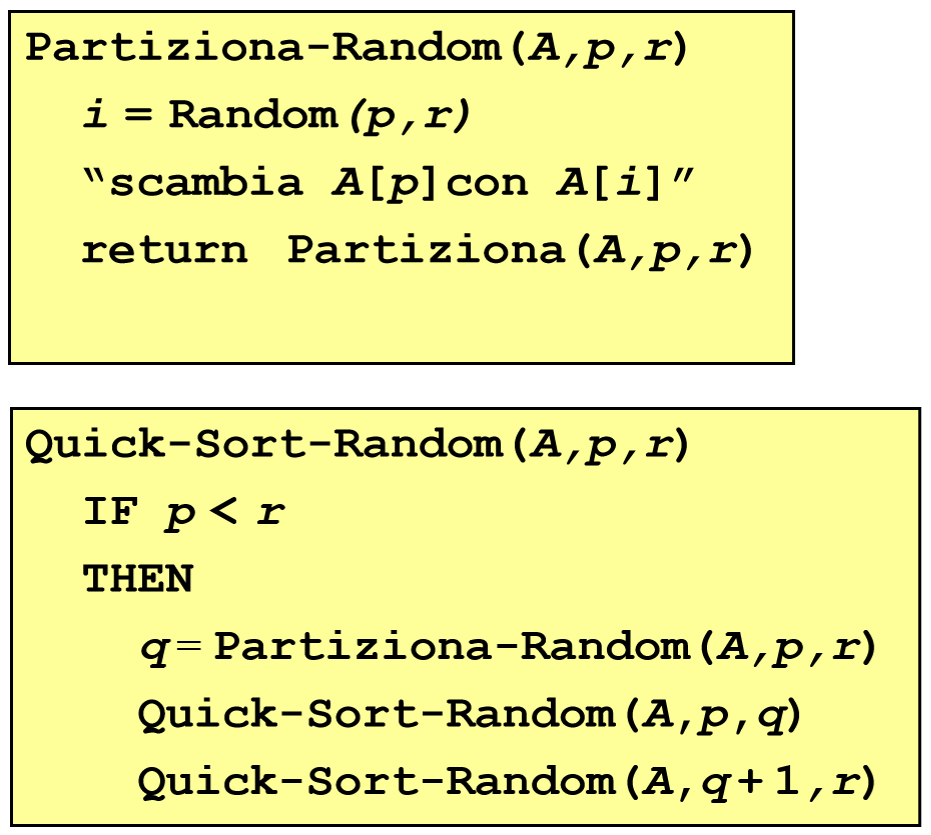 Partiziona-Random(A,p,r)
i = Random(p,r)
“scambia A[p]con A[i]”
return Partiziona(A,p,r)
Quick-Sort-Random(A,p,r)
IF p < r
THEN
q = Partiziona-Random(A,p,r)
Quick-Sort-Random(A,p,q)
Quick-Sort-Random(A,q+1,r)